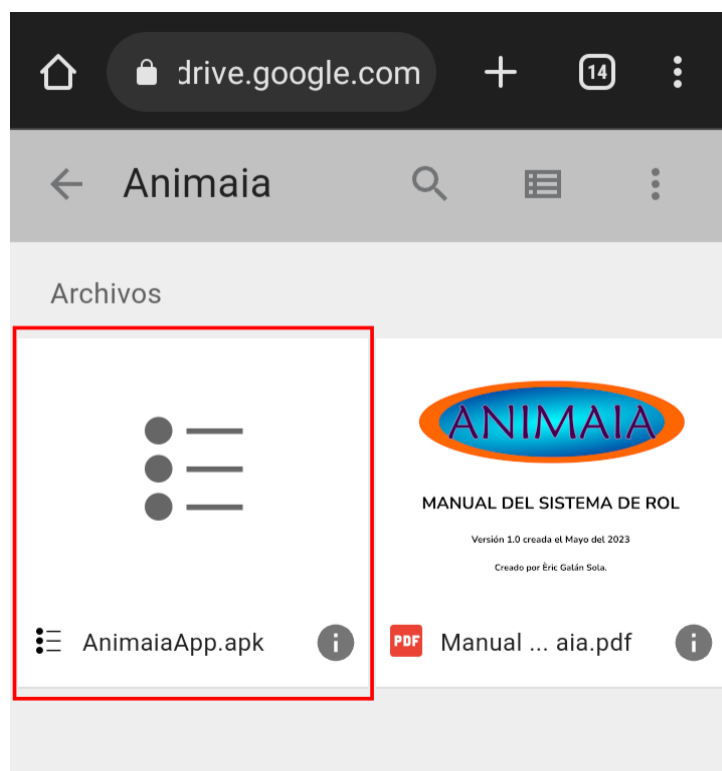 drive.google.com
14
Animaia
Archivos
ANIMAIA
MANUAL DEL SISTEMA DE ROL
Versión 1.0 creada el Mayo del 2023
Creado por Èric Galán Sola.
AnimaiaApp.apk
PDF Manual ... aia.pdf